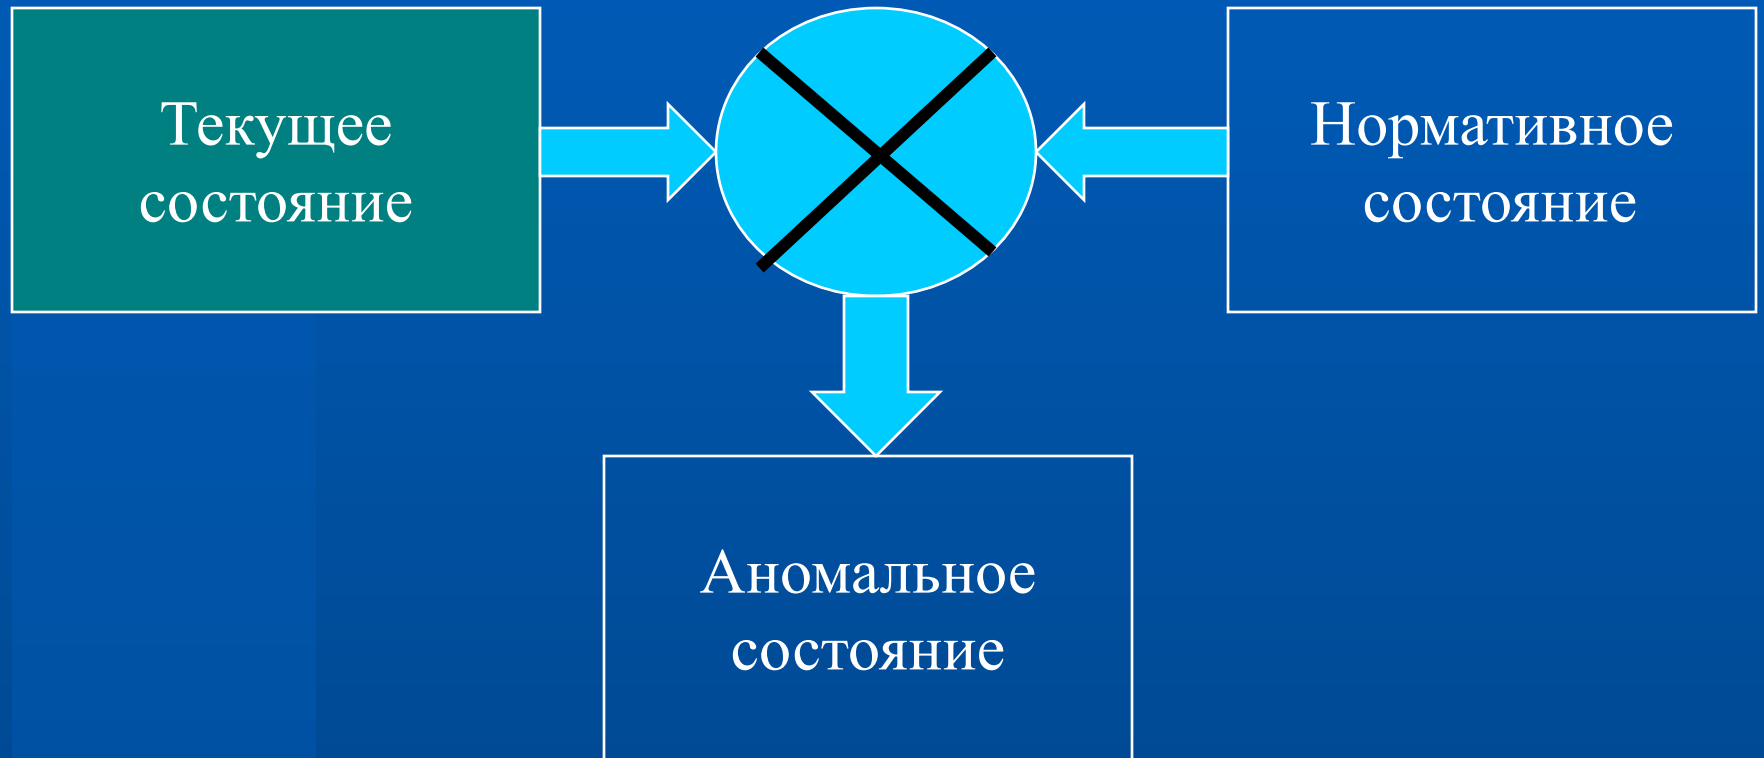 Текущее
состояние
Нормативное
состояние
Аномальное
состояние